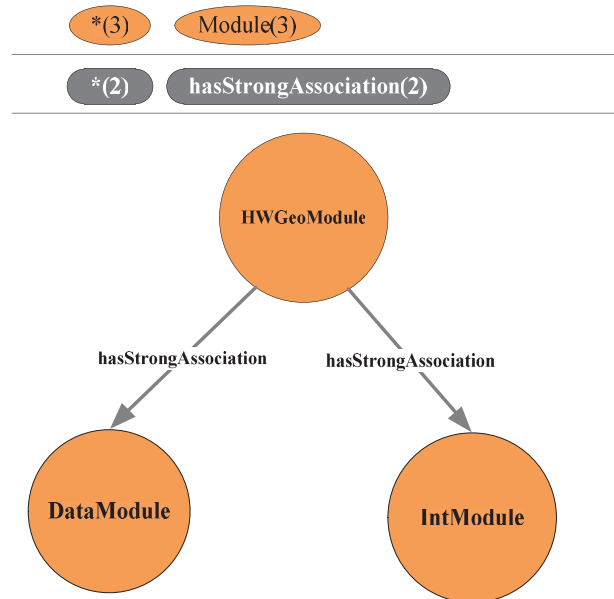 *(3) Module(3)
*(2) hasStrongAssociation(2)
HWGeoModule
hasStrongAssociation hasStrongAssociation
DataModule IntModule